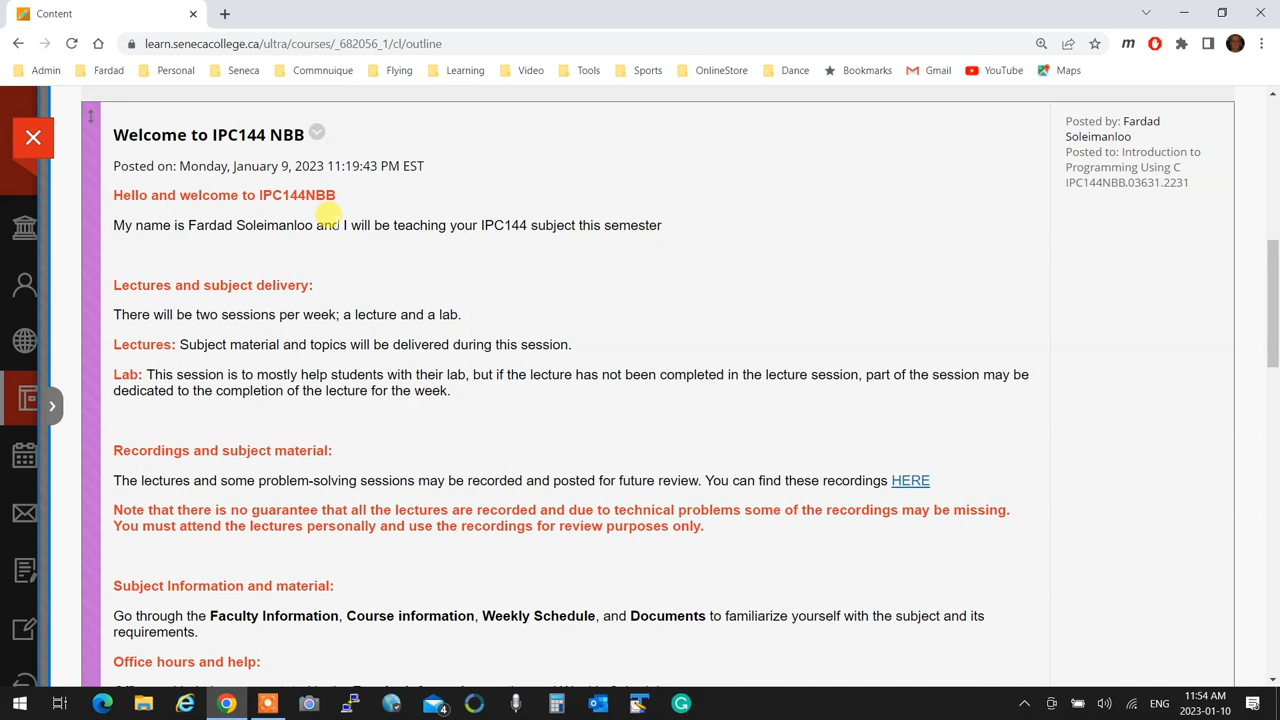 Content
learn.senecacollege.ca/ultra/courses/_682056_1/cl/outline
m
Admin Fardad Personal Seneca Commnuique Flying Learning Video Tools Sports OnlineStore Dance Bookmarks Gmail YouTube Maps
Welcome to IPC144 NBB
Posted on: Monday, January 9, 2023 11:19:43 PM EST
Hello and welcome to IPC144NBB
My name is Fardad Soleimanloo and I will be teaching your IPC144 subject this semester
Lectures and subject delivery:
There will be two sessions per week; a lecture and a lab.
Lectures: Subject material and topics will be delivered during this session.
Lab: This session is to mostly help students with their lab, but if the lecture has not been completed in the lecture session, part of the session may be
dedicated to the completion of the lecture for the week.
Recordings and subject material:
The lectures and some problem-solving sessions may be recorded and posted for future review. You can find these recordings HERE
Note that there is no guarantee that all the lectures are recorded and due to technical problems some of the recordings may be missing.
You must attend the lectures personally and use the recordings for review purposes only.
Subject Information and material:
Go through the Faculty Information, Course information, Weekly Schedule, and Documents to familiarize yourself with the subject and its
requirements.
Office hours and help:
Posted by: Fardad
Soleimanloo
Posted to: Introduction to
Programming Using C
IPC144NBB.03631.2231
4
ENG
11:54 AM
2023-01-10